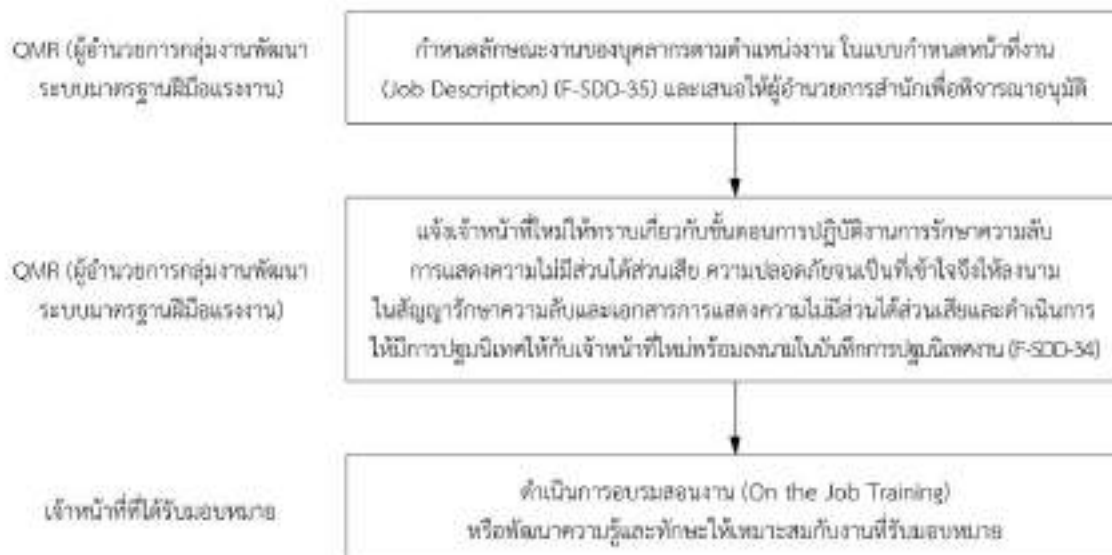 QMR (ผู้อำนวยการกลุ่มงานพัฒนา
ระบบมาตรฐานฝีมือแรงงาน)
กำหนดลักษณะงานของบุคลากรตามตำแหน่งงาน ในแบบกำหนดหน้าที่งาน
(Job Description) (F-SDD-35) และเสนอให้ผู้อำนวยการสำนักเพื่อพิจารณาอนุมัติ
QMR (ผู้อำนวยการกลุ่มงานพัฒนา
ระบบมาตรฐานฝีมือแรงงาน)
แจ้งเจ้าหน้าที่ใหม่ให้ทราบเกี่ยวกับขั้นตอนการปฏิบัติงานการรักษาความลับ
การแสดงความไม่มีส่วนได้ส่วนเสีย ความปลอดภัยจนเป็นที่เข้าใจจึงให้ลงนาม
ในสัญญารักษาความลับและเอกสารการแสดงความไม่มีส่วนได้ส่วนเสียและดำเนินการ
ให้มีการปฐมนิเทศให้กับเจ้าหน้าที่ใหม่พร้อมลงนามในบันทึกการปฐมนิเทศงาน (F-SDD-34)
เจ้าหน้าที่ที่ได้รับมอบหมาย
ดำเนินการอบรมสอนงาน (On the Job Training)
หรือพัฒนาความรู้และทักษะให้เหมาะสมกับงานที่รับมอบหมาย